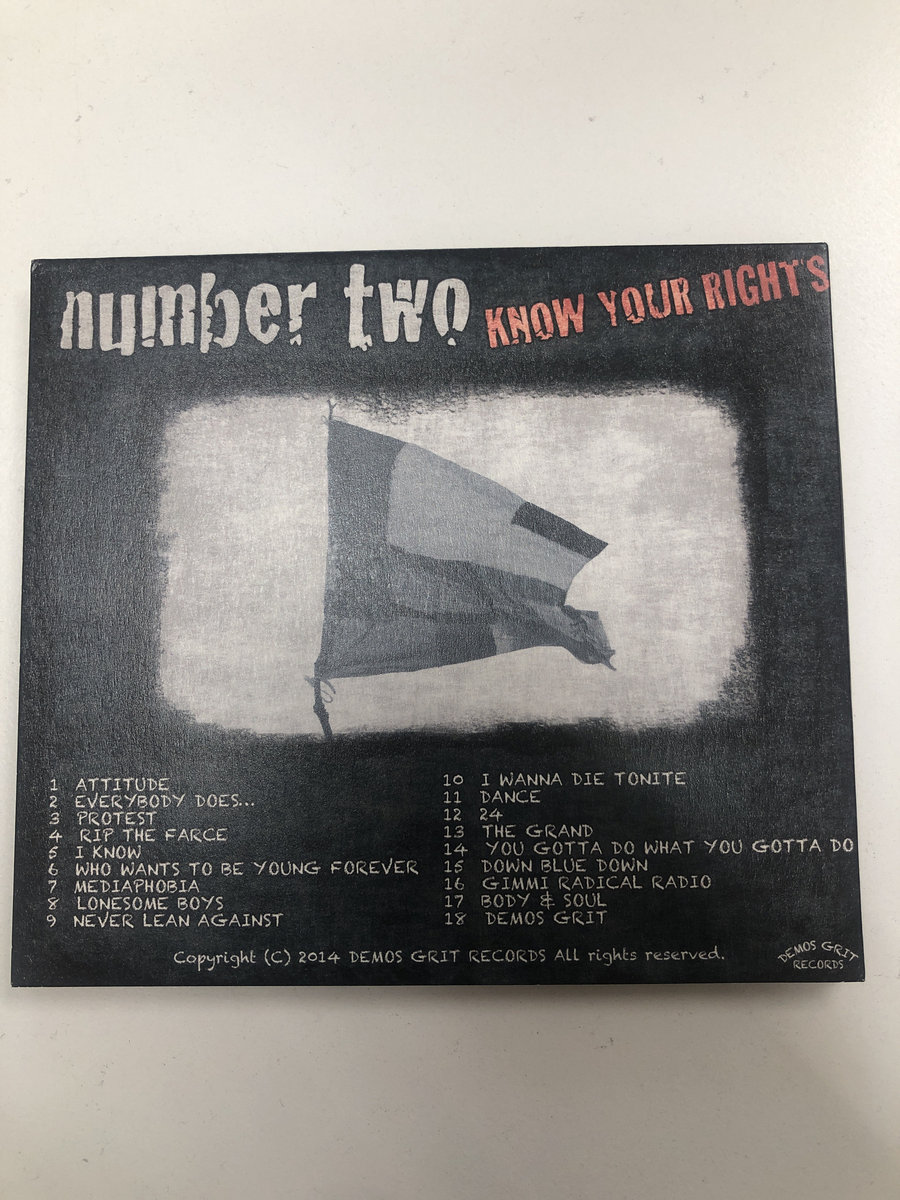 number two KNOW YOUR RIGHTS
1 ATTITUDE
2 EVERYBODY DOES...
3 PROTEST
4 RIP THE FARCE
5 I KNOW
6 WHO WANTS TO BE YOUNG FOREVER
7 MEDIAPHOBIA
8 LONESOME BOYS
9 NEVER LEAN AGAINST
10 I WANNA DIE TONITE
11 DANCE
12 24
13 THE GRAND
14 YOU GOTTA DO WHAT YOU GOTTA DO
15 DOWN BLUE DOWN
16 GIMMI RADICAL RADIO
17 BODY & SOUL
18 DEMOS GRIT
Copyright (C) 2014 DEMOS GRIT RECORDS All rights reserved.
DEMOS GRIT
RECORDS